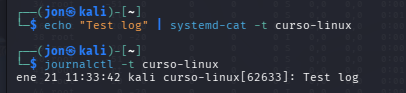 ┌──(jon㉿kali)-[~]
└─$ echo "Test log" | systemd-cat -t curso-linux
┌──(jon㉿kali)-[~]
└─$ journalctl -t curso-linux
ene 21 11:33:42 kali curso-linux[62633]: Test log